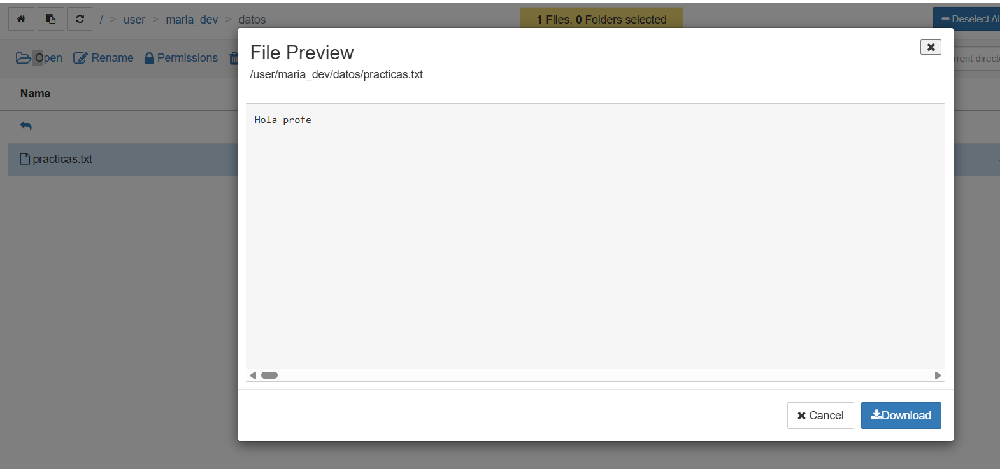 / > user > maria_dev > datos
1 Files, 0 Folders selected
Deselect Al
Open Rename Permissions
rrent direct
Name
practicas.txt
File Preview
/user/maria_dev/datos/practicas.txt
Hola profe
Cancel Download